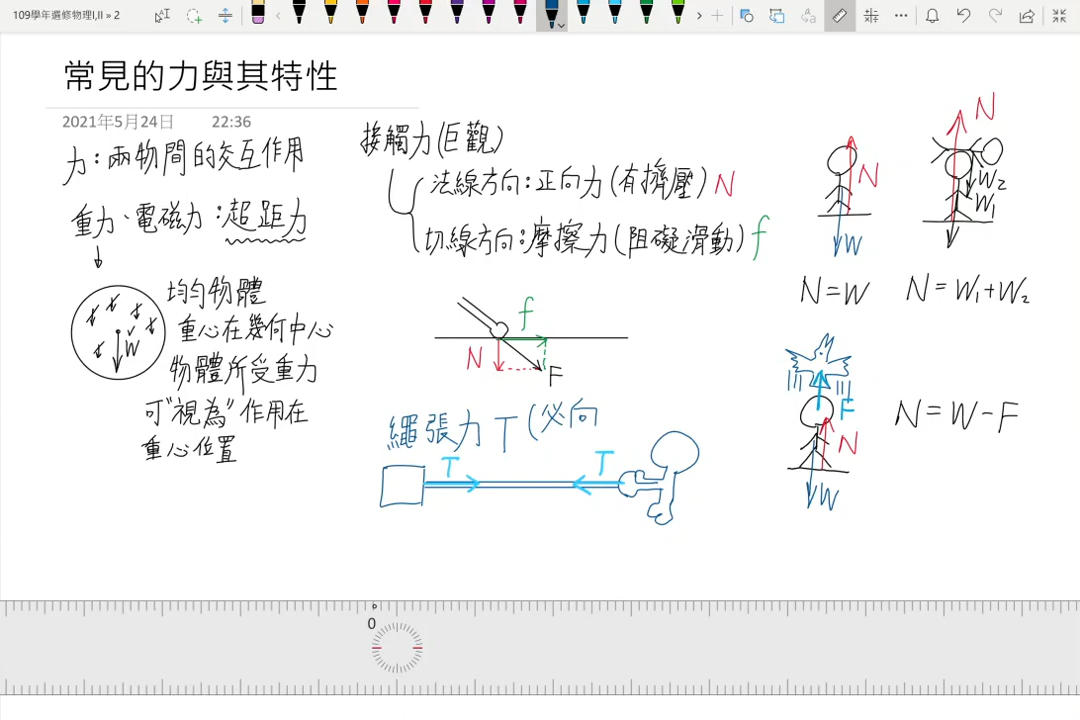 109學年選修物理I,II » 2
常見的力與其特性
2021年5月24日 22:36
力:兩物間的交互作用
重力、電磁力:超距力
W
均勻物體
重心在幾何中心
物體所受重力
可"視為"作用在
重心位置
接觸力(巨觀)
法線方向:正向力(有擠壓) N
切線方向:摩擦力(阻礙滑動) f
f
N
F
繩張力 T (必向
T
T
N
W
N=W
N
W2
W1
N=W1+W2
F
N
W
N=W-F
0